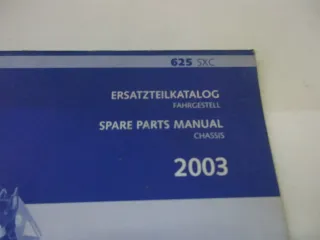 625 SXC
ERSATZTEILKATALOG
FAHRGESTELL
SPARE PARTS MANUAL
CHASSIS
2003